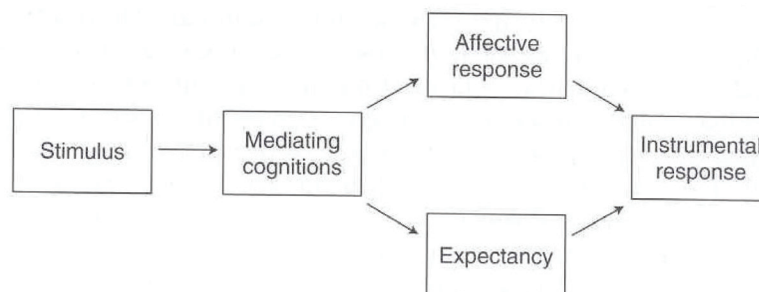 Stimulus
Mediating
cognitions
Affective
response
Expectancy
Instrumental
response